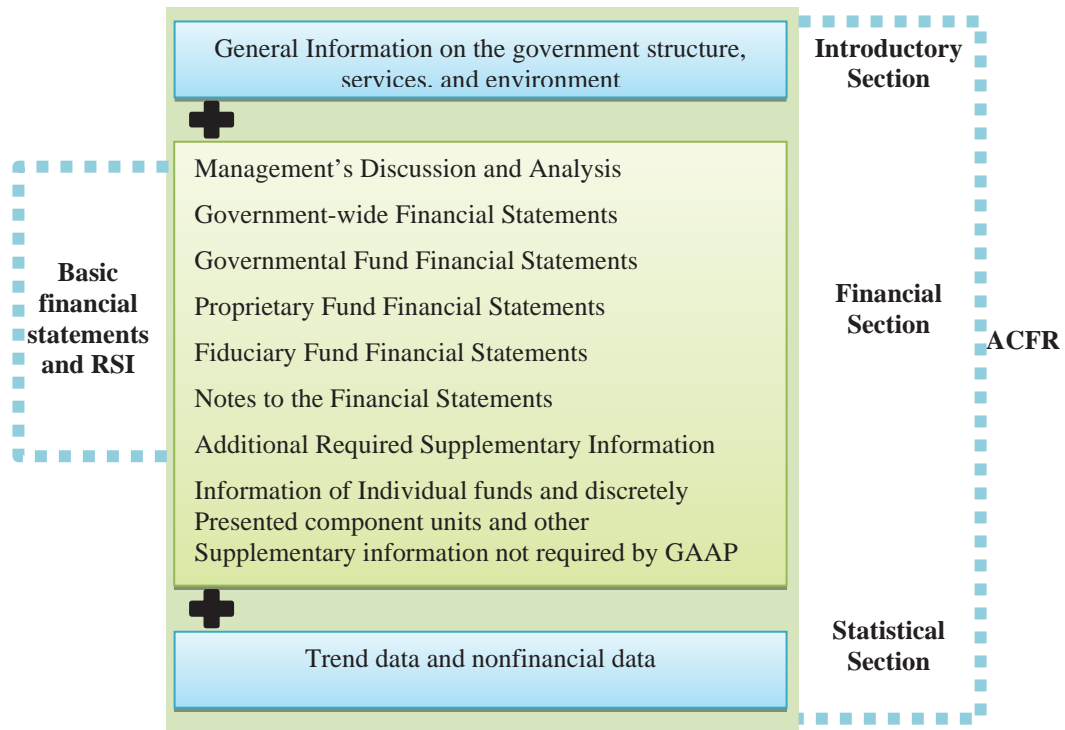 General Information on the government structure,
services, and environment
Introductory
Section
Management’s Discussion and Analysis
Government-wide Financial Statements
Governmental Fund Financial Statements
Proprietary Fund Financial Statements
Fiduciary Fund Financial Statements
Notes to the Financial Statements
Additional Required Supplementary Information
Information of Individual funds and discretely
Presented component units and other
Supplementary information not required by GAAP
Basic
financial
statements
and RSI
Financial
Section
ACFR
Trend data and nonfinancial data
Statistical
Section